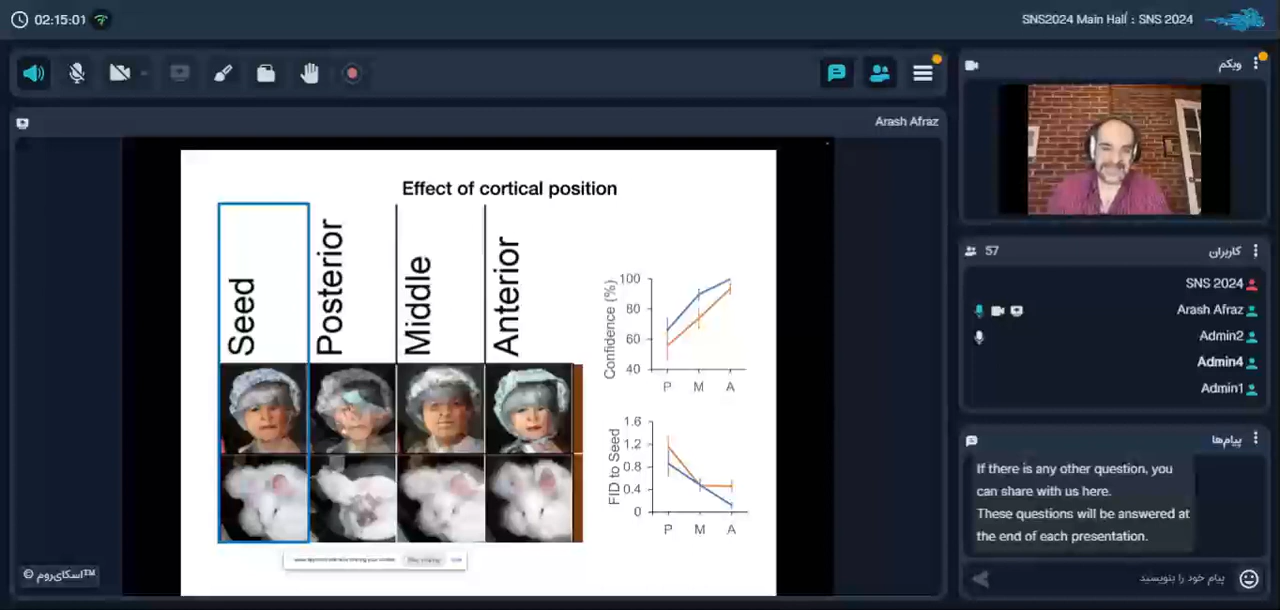 02:15:01
SNS2024 Main Hall : SNS 2024
Arash Afraz
وبکم
Effect of cortical position
Seed
Posterior
Middle
Anterior
Confidence (%)
100
80
60
40
P M A
FID to Seed
1.6
1.2
0.8
0.4
0
P M A
کاربران
57
SNS 2024
Arash Afraz
Admin2
Admin4
Admin1
پیام‌ها
If there is any other question, you
can share with us here.
These questions will be answered at
the end of each presentation.
پیام خود را بنویسید
© اسکای‌روم™